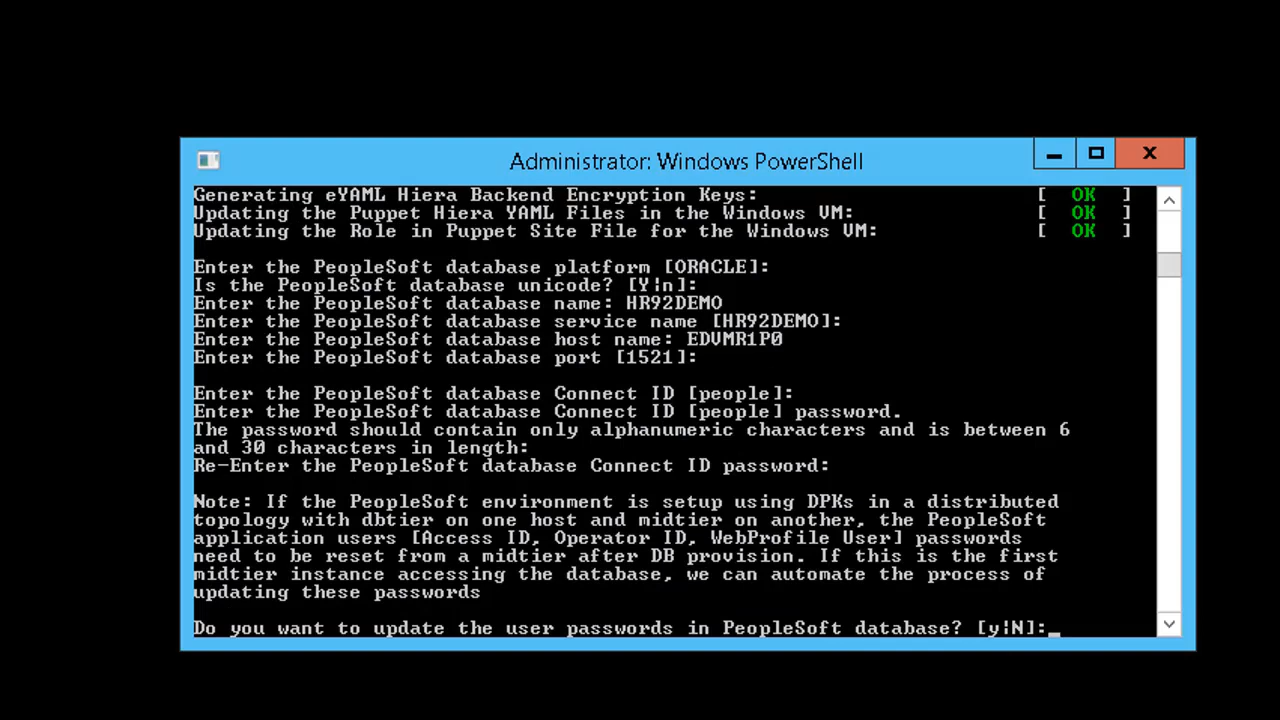 Administrator: Windows PowerShell
X
Generating eYAML Hiera Backend Encryption Keys: [ OK ]
Updating the Puppet Hiera YAML Files in the Windows VM: [ OK ]
Updating the Role in Puppet Site File for the Windows VM: [ OK ]
Enter the PeopleSoft database platform [ORACLE]:
Is the PeopleSoft database unicode? [Y|n]:
Enter the PeopleSoft database name: HR92DEMO
Enter the PeopleSoft database service name [HR92DEMO]:
Enter the PeopleSoft database host name: EDVMR1P0
Enter the PeopleSoft database port [1521]:
Enter the PeopleSoft database Connect ID [people]:
Enter the PeopleSoft database Connect ID [people] password.
The password should contain only alphanumeric characters and is between 6
and 30 characters in length:
Re-Enter the PeopleSoft database Connect ID password:
Note: If the PeopleSoft environment is setup using DPKs in a distributed
topology with dbtier on one host and midtier on another, the PeopleSoft
application users [Access ID, Operator ID, WebProfile User] passwords
need to be reset from a midtier after DB provision. If this is the first
midtier instance accessing the database, we can automate the process of
updating these passwords
Do you want to update the user passwords in PeopleSoft database? [y|N]:_